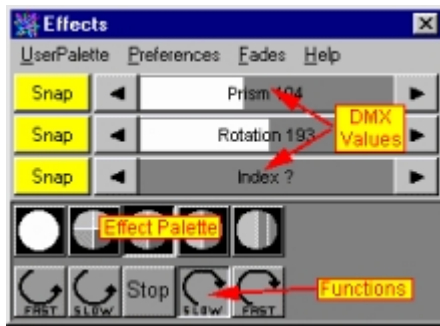 Effects
UserPalette Preferences Fades Help
Snap Prism 104
DMX Values
Snap Rotation 193
Snap Index ?
Effect Palette
FAST SLOW Stop SLOW FAST
Functions